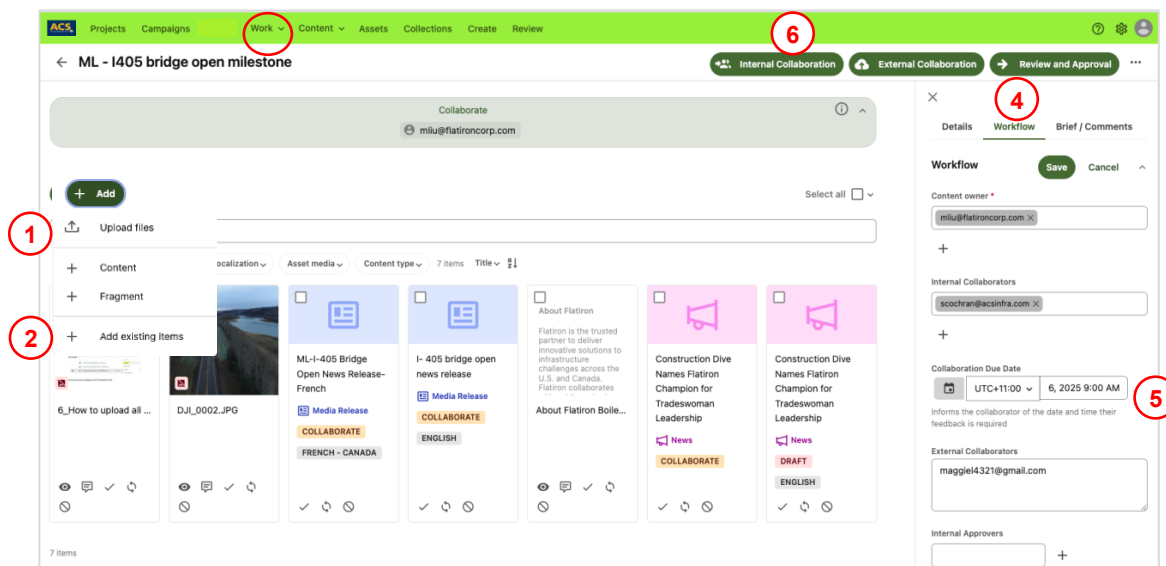 ACS
Projects Campaigns Work Content Assets Collections Create Review
6
ML - I405 bridge open milestone
Internal Collaboration External Collaboration Review and Approval ...
Collaborate
mliu@flatironcorp.com
4
Details Workflow Brief / Comments
Workflow Save Cancel
Add
Select all
Content owner *
mliu@flatironcorp.com
1
Upload files
Content
ocalization Asset media Content type 7 items Title
Fragment
2
Add existing items
Internal Collaborators
scochran@acsinfra.com
6_How to upload all ...
DJI_0002.JPG
ML-I-405 Bridge
Open News Release-
French
Media Release
COLLABORATE
FRENCH - CANADA
I- 405 bridge open
news release
Media Release
COLLABORATE
ENGLISH
About Flatiron
Flatiron is the trusted
partner to deliver
innovative solutions to
infrastructure
challenges across the
U.S. and Canada.
Flatiron collaborates
About Flatiron Boile...
Construction Dive
Names Flatiron
Champion for
Tradeswoman
Leadership
News
COLLABORATE
Construction Dive
Names Flatiron
Champion for
Tradeswoman
Leadership
News
DRAFT
ENGLISH
Collaboration Due Date
UTC+11:00 6, 2025 9:00 AM
5
Informs the collaborator of the date and time their
feedback is required
External Collaborators
maggiel4321@gmail.com
Internal Approvers
7 items